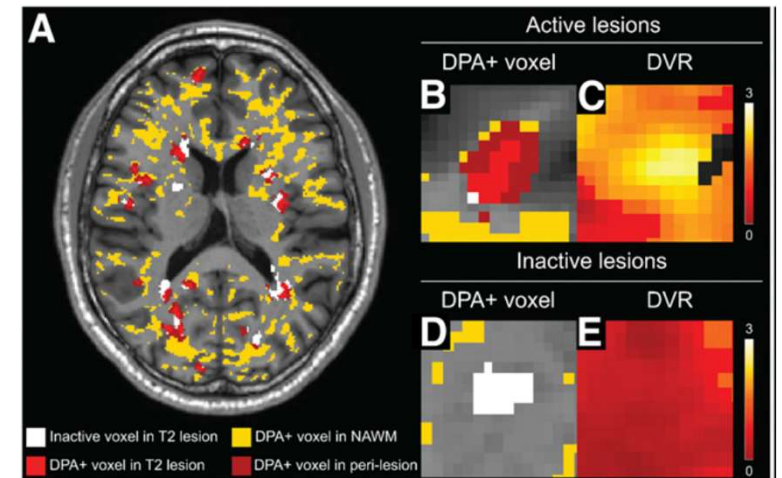 A
Active lesions
DPA+ voxel DVR
B C
3
0
Inactive lesions
DPA+ voxel DVR
D E
3
0
Inactive voxel in T2 lesion DPA+ voxel in NAWM
DPA+ voxel in T2 lesion DPA+ voxel in peri-lesion